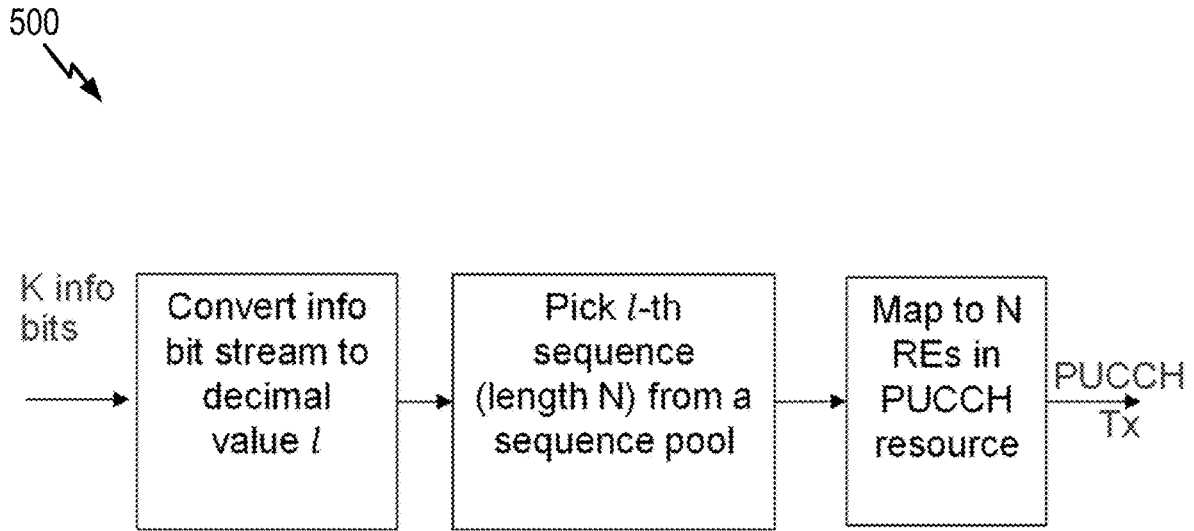 500
K info
bits
Convert info
bit stream to
decimal
value l
Pick l-th
sequence
(length N) from a
sequence pool
Map to N
REs in
PUCCH
resource
PUCCH
Tx